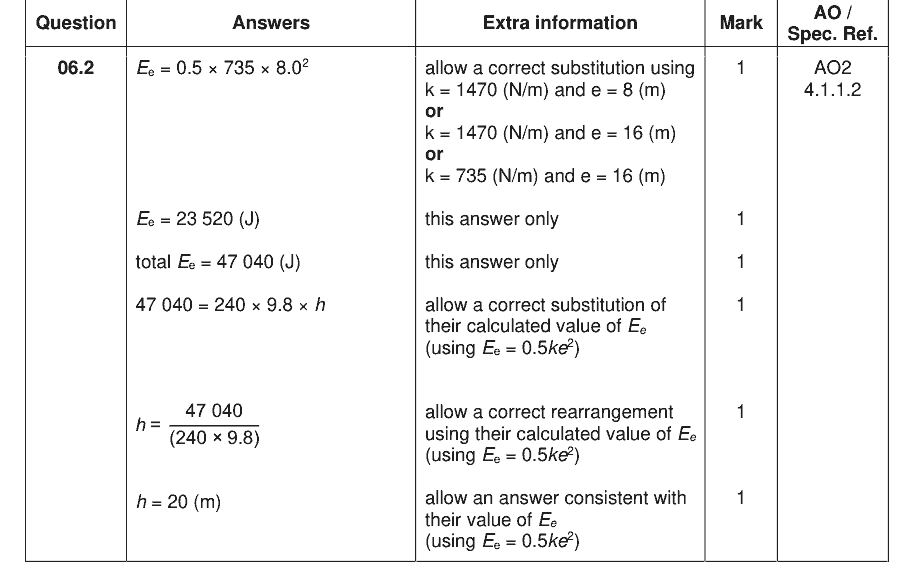 Question Answers Extra information Mark AO /
Spec. Ref.
06.2 Eₑ = 0.5 × 735 × 8.0² allow a correct substitution using 1 AO2
k = 1470 (N/m) and e = 8 (m) 4.1.1.2
or
k = 1470 (N/m) and e = 16 (m)
or
k = 735 (N/m) and e = 16 (m)
Eₑ = 23 520 (J) this answer only 1
total Eₑ = 47 040 (J) this answer only 1
47 040 = 240 × 9.8 × h allow a correct substitution of 1
their calculated value of Eₑ
(using Eₑ = 0.5ke²)
h = 47 040 / (240 × 9.8) allow a correct rearrangement 1
using their calculated value of Eₑ
(using Eₑ = 0.5ke²)
h = 20 (m) allow an answer consistent with 1
their value of Eₑ
(using Eₑ = 0.5ke²)